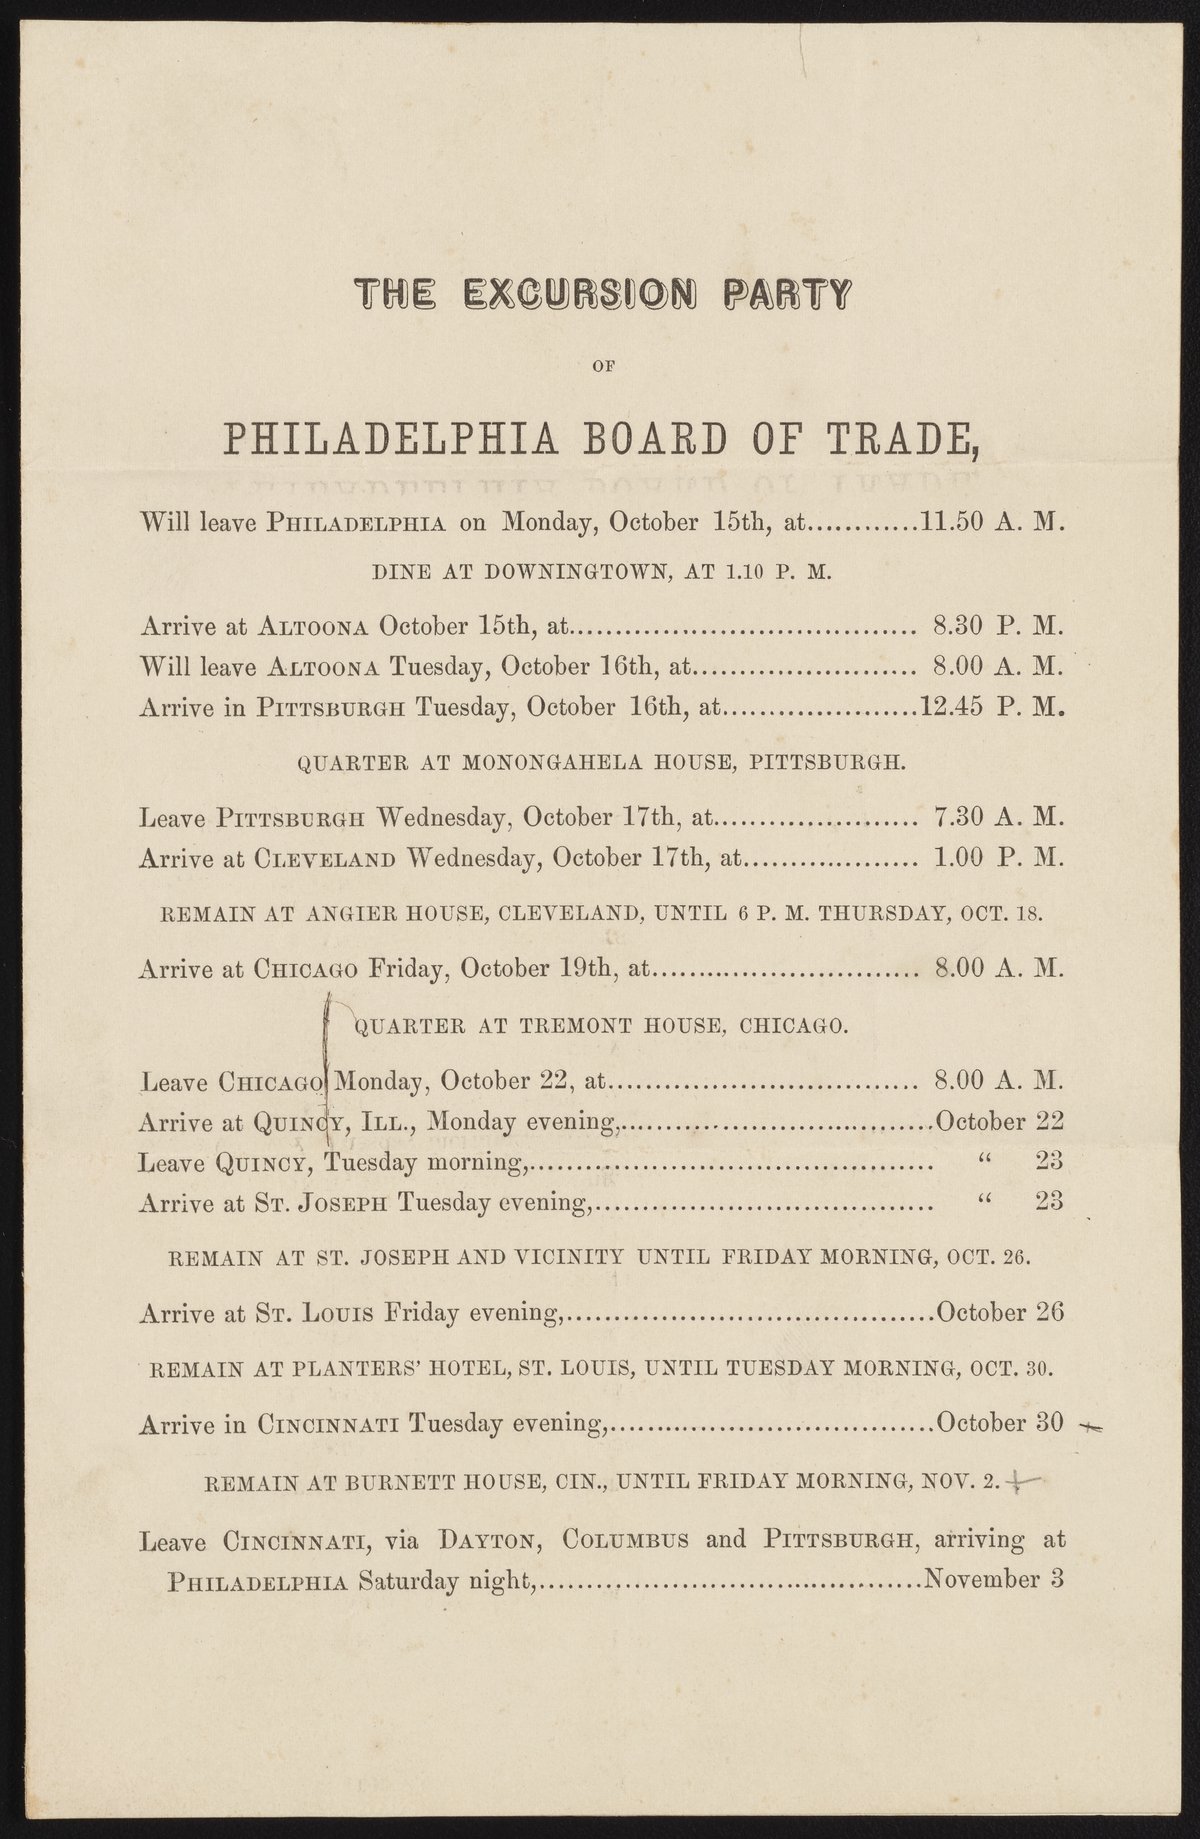 THE EXCURSION PARTY
OF
PHILADELPHIA BOARD OF TRADE,
Will leave PHILADELPHIA on Monday, October 15th, at............11.50 A. M.
DINE AT DOWNINGTOWN, AT 1.10 P. M.
Arrive at ALTOONA October 15th, at..................................... 8.30 P. M.
Will leave ALTOONA Tuesday, October 16th, at........................ 8.00 A. M.
Arrive in PITTSBURGH Tuesday, October 16th, at.....................12.45 P. M.
QUARTER AT MONONGAHELA HOUSE, PITTSBURGH.
Leave PITTSBURGH Wednesday, October 17th, at...................... 7.30 A. M.
Arrive at CLEVELAND Wednesday, October 17th, at................... 1.00 P. M.
REMAIN AT ANGIER HOUSE, CLEVELAND, UNTIL 6 P. M. THURSDAY, OCT. 18.
Arrive at CHICAGO Friday, October 19th, at............................. 8.00 A. M.
QUARTER AT TREMONT HOUSE, CHICAGO.
Leave CHICAGO Monday, October 22, at................................. 8.00 A. M.
Arrive at QUINCY, ILL., Monday evening,..................................October 22
Leave QUINCY, Tuesday morning,........................................... “ 23
Arrive at ST. JOSEPH Tuesday evening,.................................... “ 23
REMAIN AT ST. JOSEPH AND VICINITY UNTIL FRIDAY MORNING, OCT. 26.
Arrive at ST. LOUIS Friday evening,.......................................October 26
REMAIN AT PLANTERS’ HOTEL, ST. LOUIS, UNTIL TUESDAY MORNING, OCT. 30.
Arrive in CINCINNATI Tuesday evening,...................................October 30
REMAIN AT BURNETT HOUSE, CIN., UNTIL FRIDAY MORNING, NOV. 2. +
Leave CINCINNATI, via DAYTON, COLUMBUS and PITTSBURGH, arriving at
PHILADELPHIA Saturday night,.........................................November 3